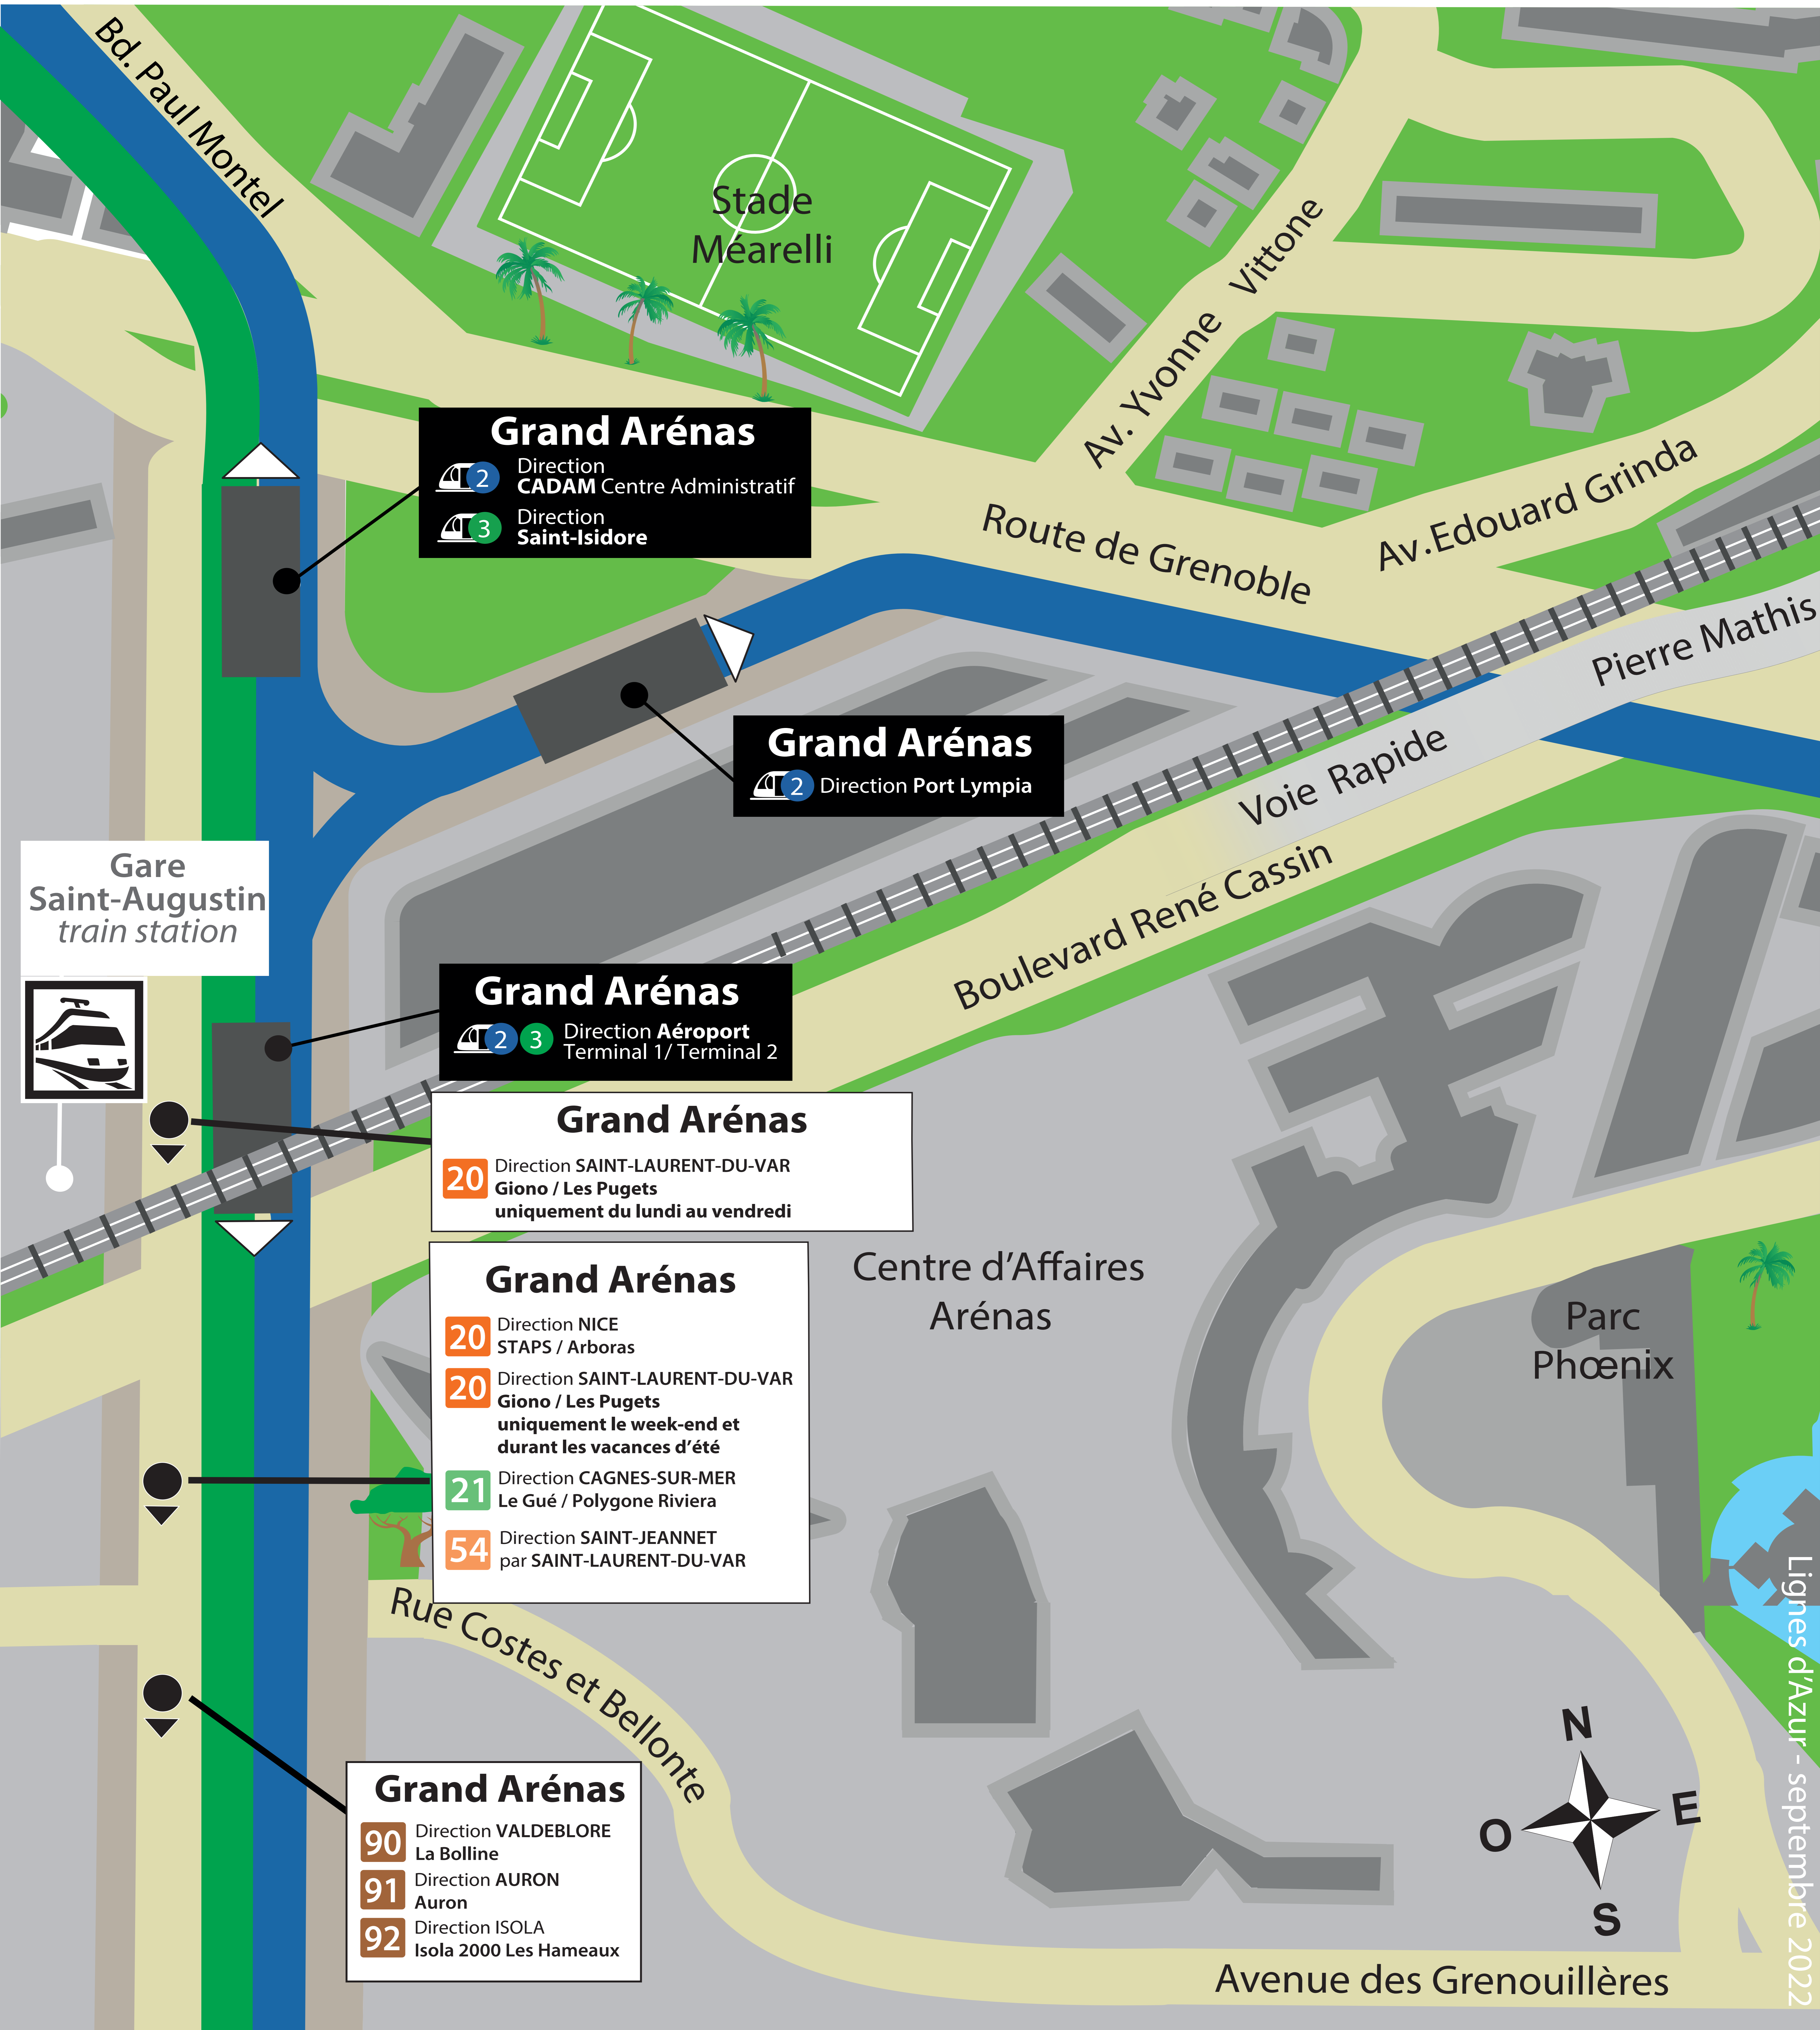 Bd. Paul Montel
Stade
Méarelli
Av. Yvonne Vittone
Grand Arénas
2
Direction
CADAM Centre Administratif
3
Direction
Saint-Isidore
Route de Grenoble
Av.Edouard Grinda
Pierre Mathis
Voie Rapide
Grand Arénas
2 Direction Port Lympia
Boulevard René Cassin
Gare
Saint-Augustin
train station
Grand Arénas
2 3 Direction Aéroport
Terminal 1/ Terminal 2
Grand Arénas
20 Direction SAINT-LAURENT-DU-VAR
Giono / Les Pugets
uniquement du lundi au vendredi
Grand Arénas
20 Direction NICE
STAPS / Arboras
20 Direction SAINT-LAURENT-DU-VAR
Giono / Les Pugets
uniquement le week-end et
durant les vacances d'été
21 Direction CAGNES-SUR-MER
Le Gué / Polygone Riviera
54 Direction SAINT-JEANNET
par SAINT-LAURENT-DU-VAR
Centre d'Affaires
Arénas
Parc
Phœnix
Rue Costes et Bellonte
Grand Arénas
90 Direction VALDEBLORE
La Bolline
91 Direction AURON
Auron
92 Direction ISOLA
Isola 2000 Les Hameaux
N
E
O
S
Avenue des Grenouillères
Lignes d'Azur - septembre 2022